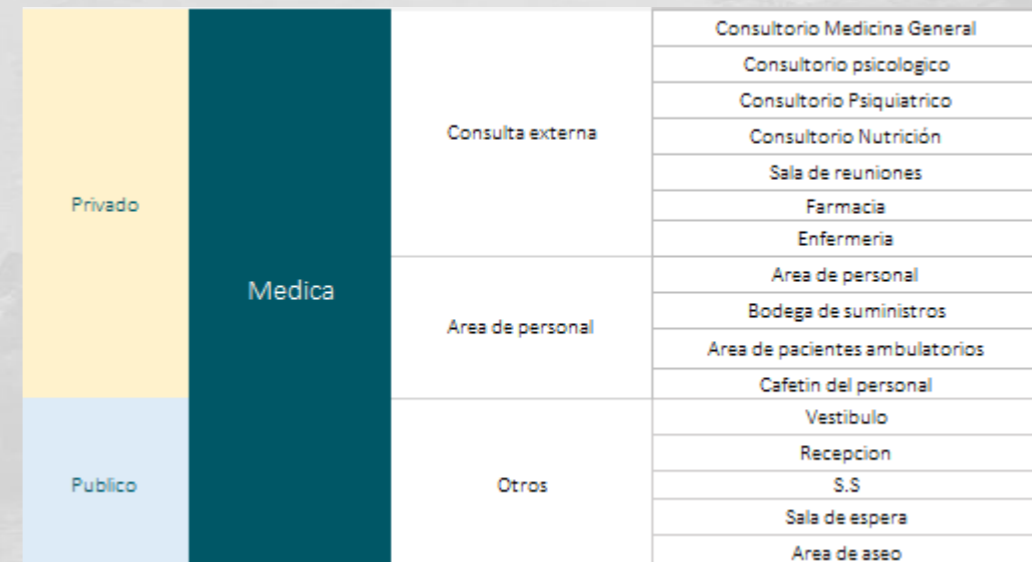 Privado
Medica
Consulta externa
Consultorio Medicina General
Consultorio psicologico
Consultorio Psiquiatrico
Consultorio Nutrición
Sala de reuniones
Farmacia
Enfermeria
Area de personal
Area de personal
Bodega de suministros
Area de pacientes ambulatorios
Cafetin del personal
Publico
Otros
Vestibulo
Recepcion
S.S
Sala de espera
Area de aseo